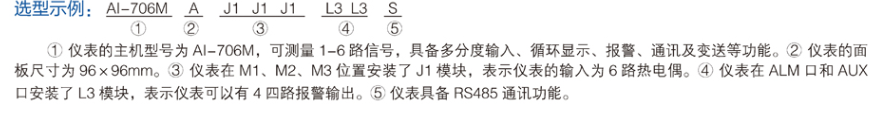 选型示例: AI-706M A J1 J1 J1 L3 L3 S
① ② ③ ④ ⑤
① 仪表的主机型号为 AI-706M，可测量 1-6 路信号，具备多分度输入、循环显示、报警、通讯及变送等功能。② 仪表的面
板尺寸为 96×96mm。③ 仪表在 M1、M2、M3 位置安装了 J1 模块，表示仪表的输入为 6 路热电偶。④ 仪表在 ALM 口和 AUX
口安装了 L3 模块，表示仪表可以有 4 四路报警输出。⑤ 仪表具备 RS485 通讯功能。